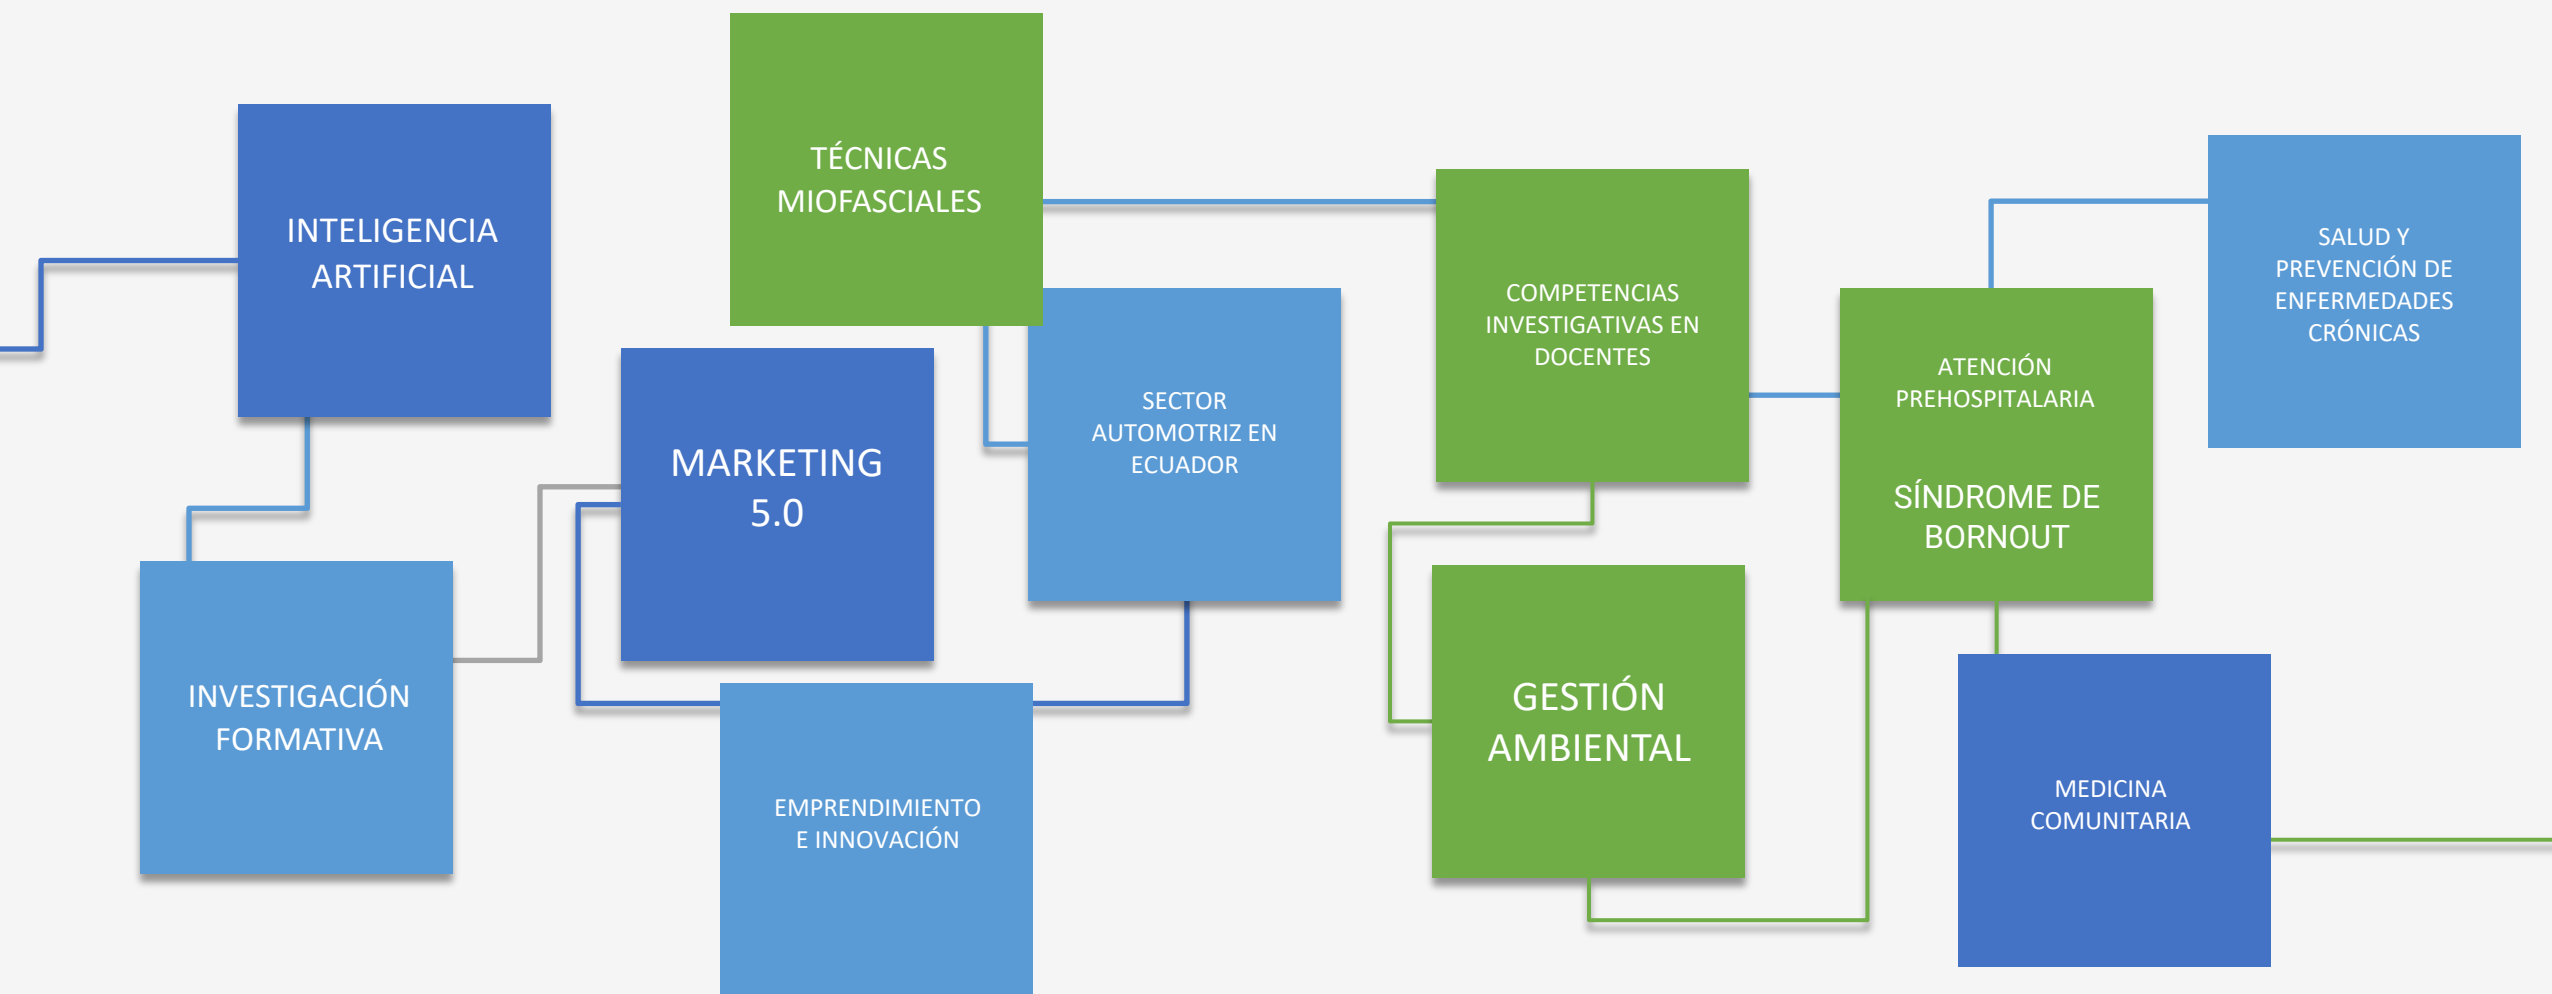 INTELIGENCIA
ARTIFICIAL
INVESTIGACIÓN
FORMATIVA
MARKETING
5.0
TÉCNICAS
MIOFASCIALES
SECTOR
AUTOMOTRIZ EN
ECUADOR
EMPRENDIMIENTO
E INNOVACIÓN
COMPETENCIAS
INVESTIGATIVAS EN
DOCENTES
GESTIÓN
AMBIENTAL
ATENCIÓN
PREHOSPITALARIA
SÍNDROME DE
BORNOUT
SALUD Y
PREVENCIÓN DE
ENFERMEDADES
CRÓNICAS
MEDICINA
COMUNITARIA